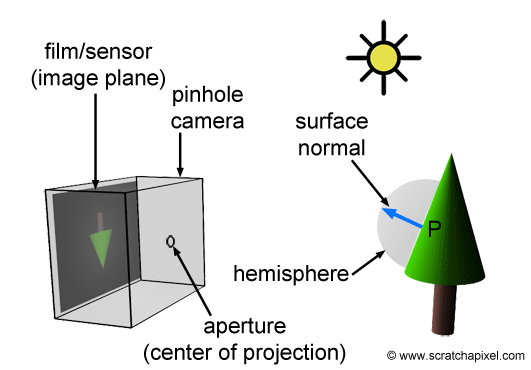 film/sensor
(image plane)
pinhole
camera
surface
normal
P
hemisphere
aperture
(center of projection)
© www.scratchapixel.com